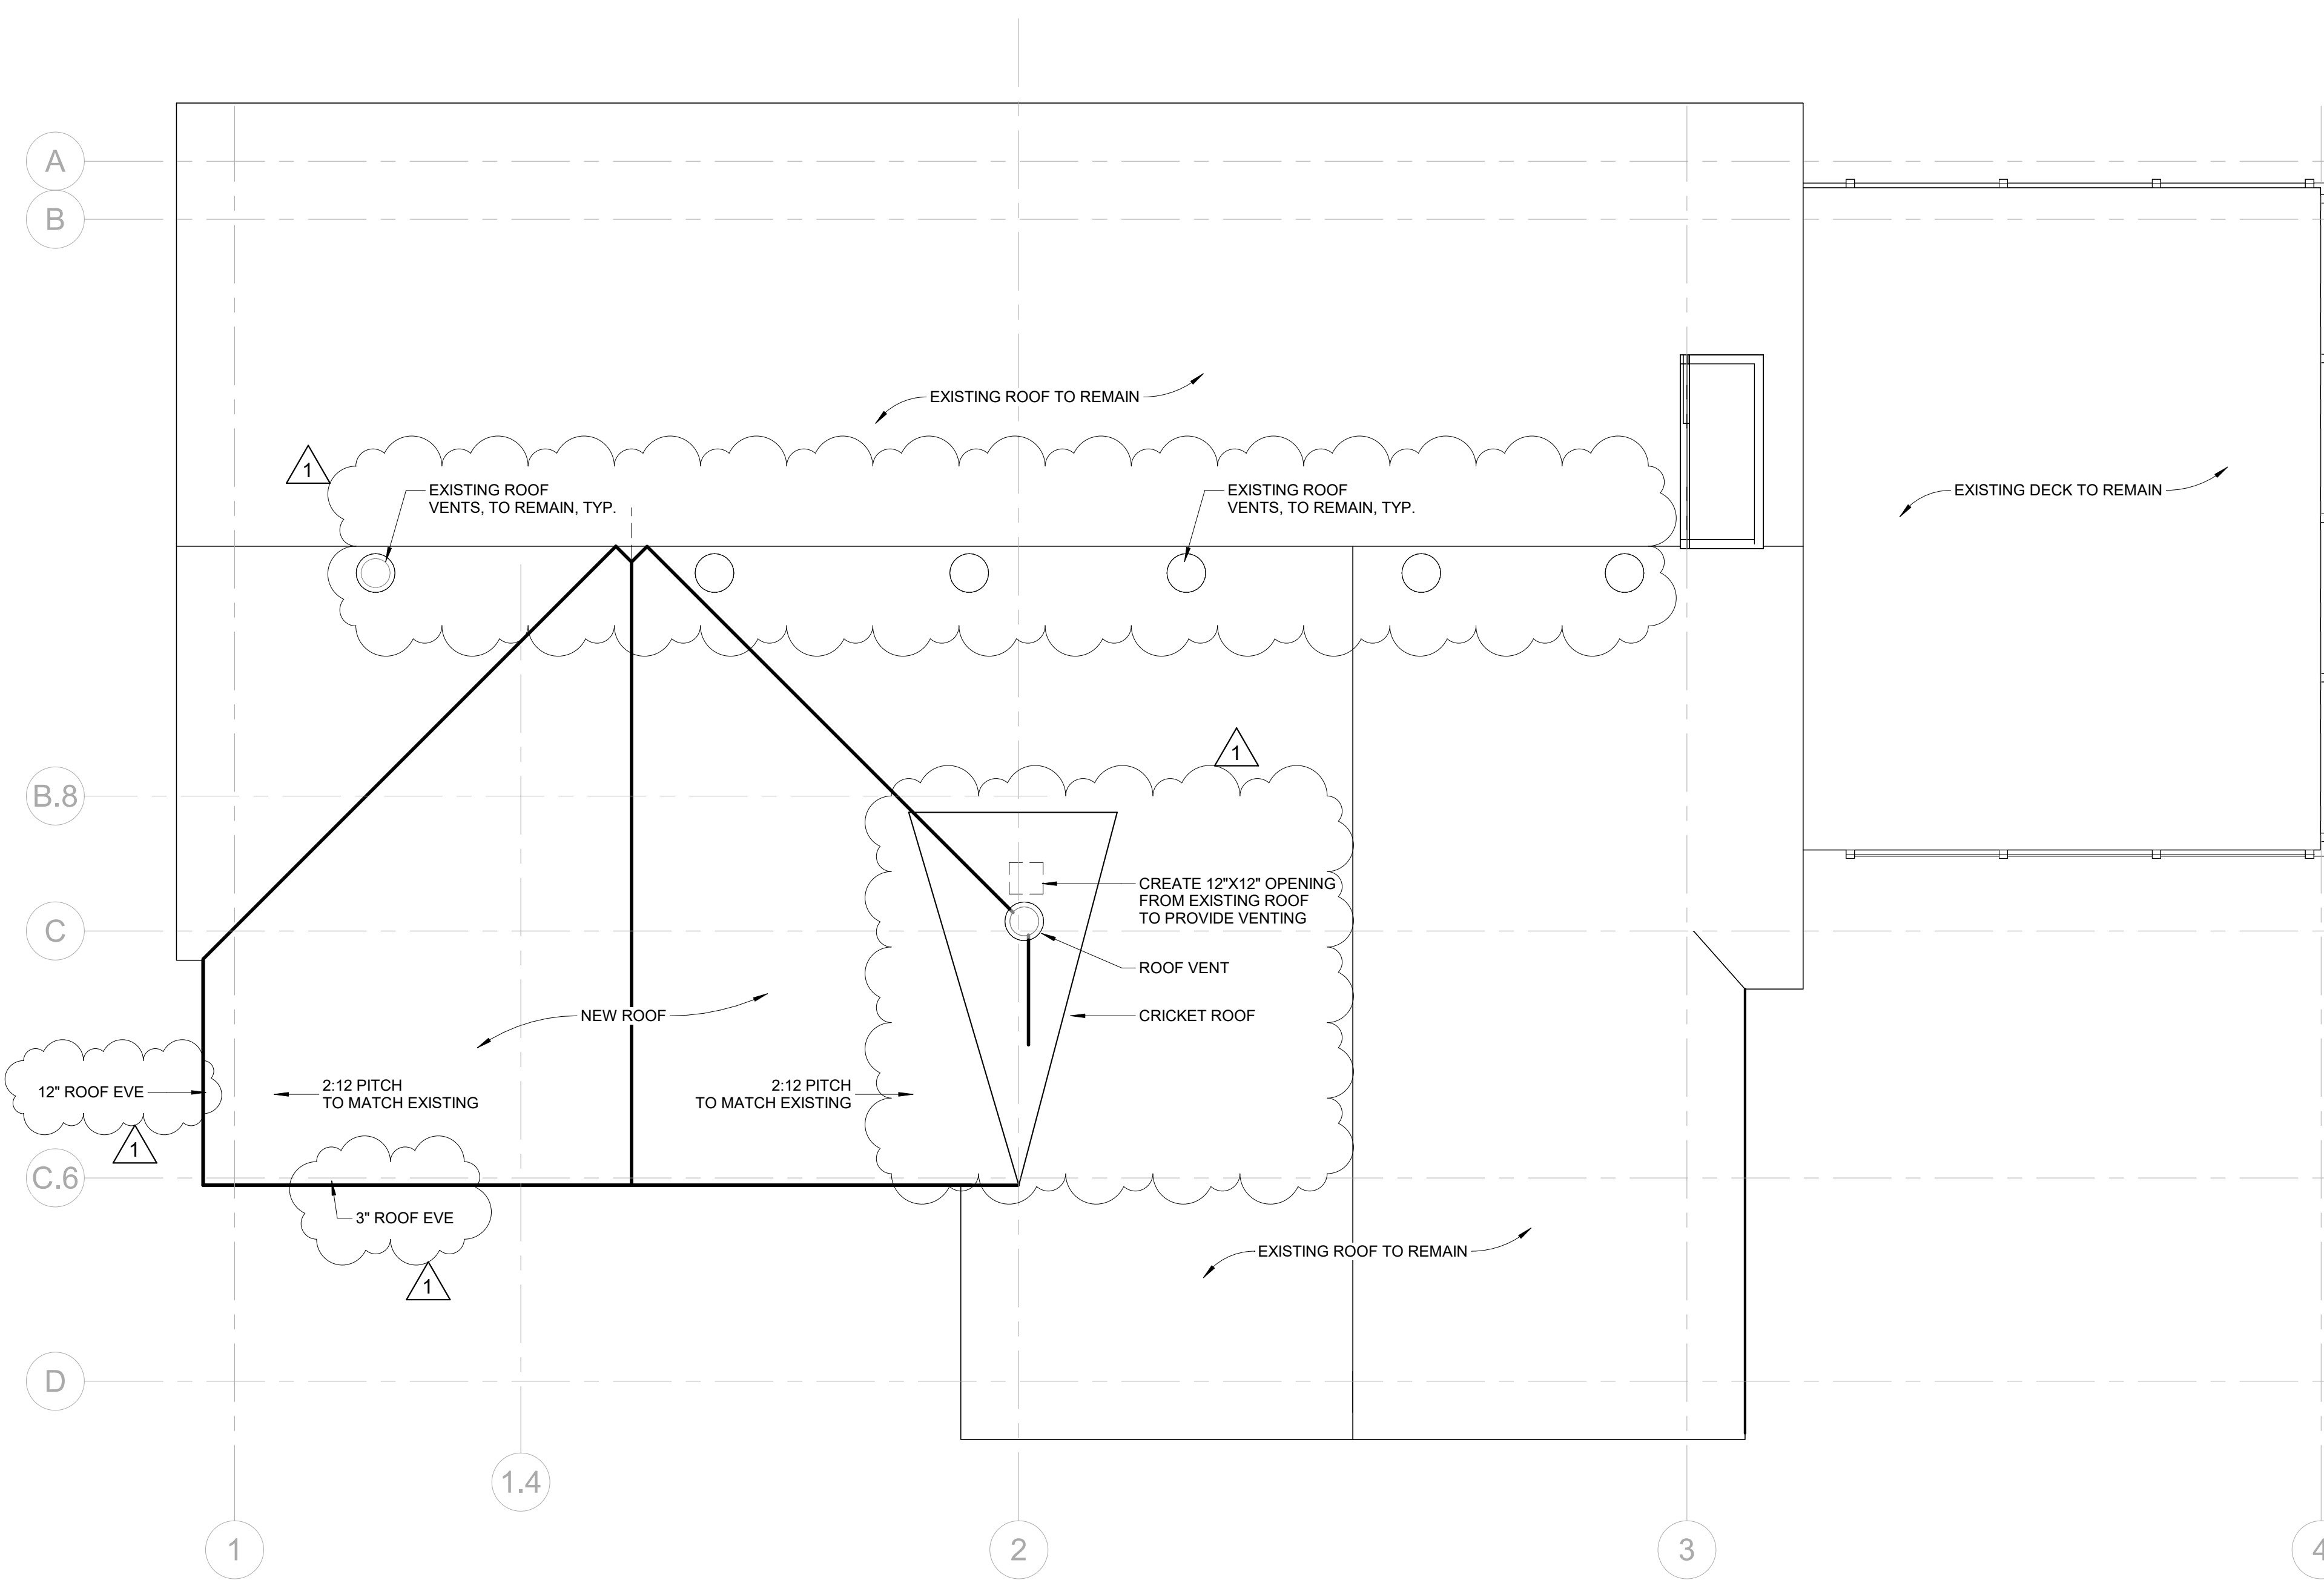 A
B
EXISTING ROOF TO REMAIN
1
EXISTING ROOF
VENTS, TO REMAIN, TYP.
EXISTING ROOF
VENTS, TO REMAIN, TYP.
EXISTING DECK TO REMAIN
1
B.8
CREATE 12"X12" OPENING
FROM EXISTING ROOF
TO PROVIDE VENTING
C
ROOF VENT
NEW ROOF
CRICKET ROOF
12" ROOF EVE
2:12 PITCH
TO MATCH EXISTING
2:12 PITCH
TO MATCH EXISTING
1
C.6
3" ROOF EVE
EXISTING ROOF TO REMAIN
1
D
1.4
1
2
3
4